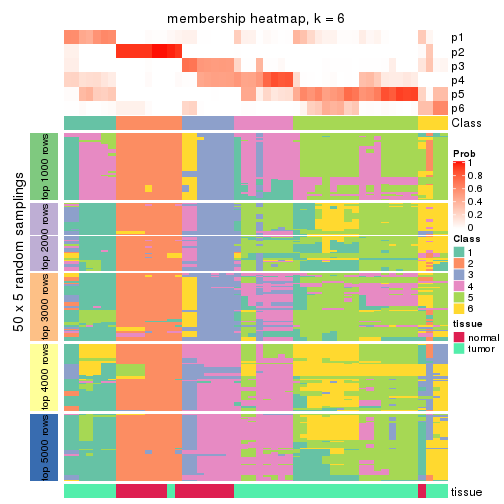 membership heatmap, k = 6
p1
p2
p3
p4
p5
p6
Class
50 x 5 random samplings
top 1000 rows
top 2000 rows
top 3000 rows
top 4000 rows
top 5000 rows
tissue
Prob
1
0.8
0.6
0.4
0.2
0
Class
1
2
3
4
5
6
tissue
normal
tumor